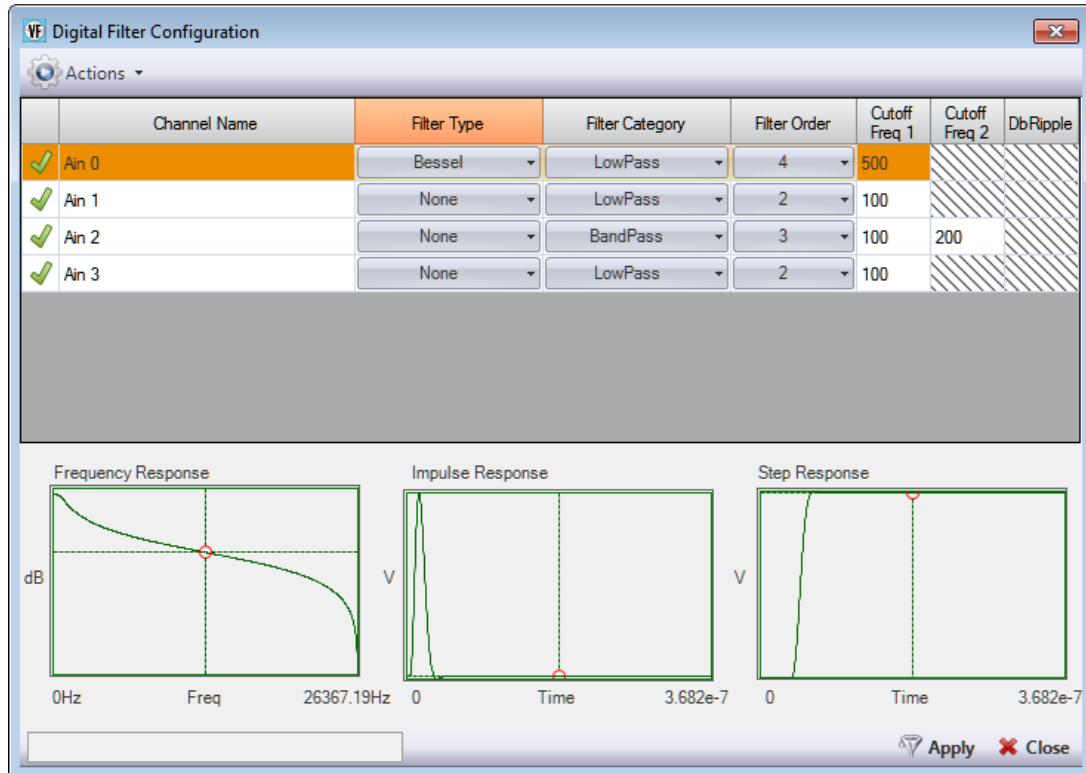 VF Digital Filter Configuration
Actions
Channel Name Filter Type Filter Category Filter Order Cutoff Freq 1 Cutoff Freq 2 DbRipple
Ain 0 Bessel LowPass 4 500
Ain 1 None LowPass 2 100
Ain 2 None BandPass 3 100 200
Ain 3 None LowPass 2 100
Frequency Response Impulse Response Step Response
dB V V
0Hz Freq 26367.19Hz 0 Time 3.682e-7 0 Time 3.682e-7
Apply Close